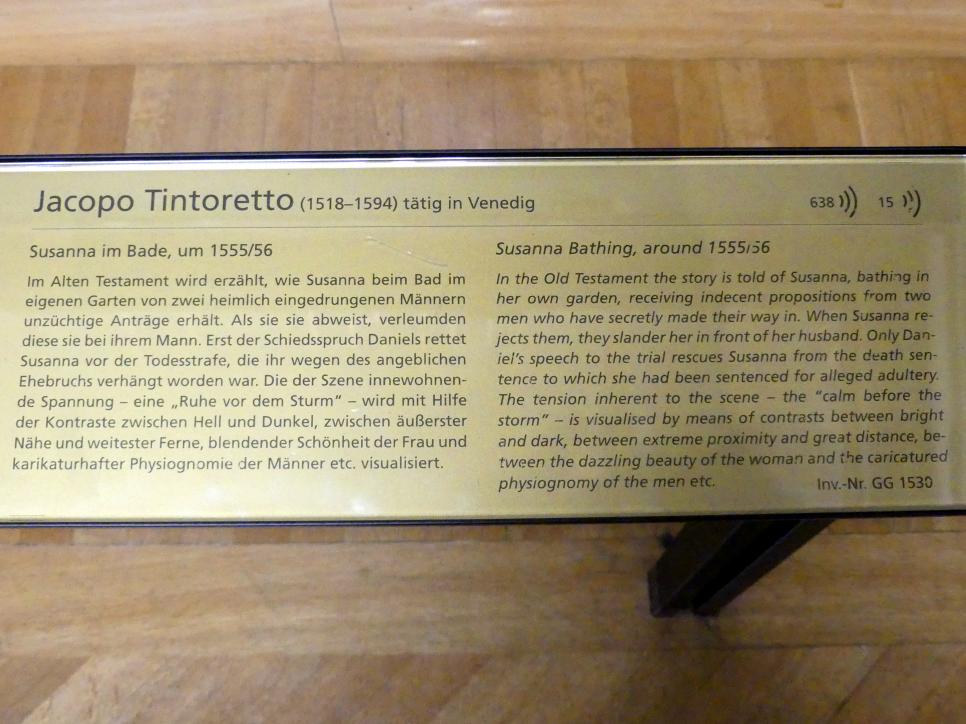 Jacopo Tintoretto (1518–1594) tätig in Venedig 638 15
Susanna im Bade, um 1555/56
Im Alten Testament wird erzählt, wie Susanna beim Bad im
eigenen Garten von zwei heimlich eingedrungenen Männern
unzüchtige Anträge erhält. Als sie sie abweist, verleumden
diese sie bei ihrem Mann. Erst der Schiedsspruch Daniels rettet
Susanna vor der Todesstrafe, die ihr wegen des angeblichen
Ehebruchs verhängt worden war. Die der Szene innewohnen-
de Spannung – eine „Ruhe vor dem Sturm“ – wird mit Hilfe
der Kontraste zwischen Hell und Dunkel, zwischen äußerster
Nähe und weitester Ferne, blendender Schönheit der Frau und
karikaturhafter Physiognomie der Männer etc. visualisiert.
Susanna Bathing, around 1555/56
In the Old Testament the story is told of Susanna, bathing in
her own garden, receiving indecent propositions from two
men who have secretly made their way in. When Susanna re-
jects them, they slander her in front of her husband. Only Dan-
iel's speech to the trial rescues Susanna from the death sen-
tence to which she had been sentenced for alleged adultery.
The tension inherent to the scene – the “calm before the
storm” – is visualised by means of contrasts between bright
and dark, between extreme proximity and great distance, be-
tween the dazzling beauty of the woman and the caricatured
physiognomy of the men etc. Inv.-Nr. GG 1530